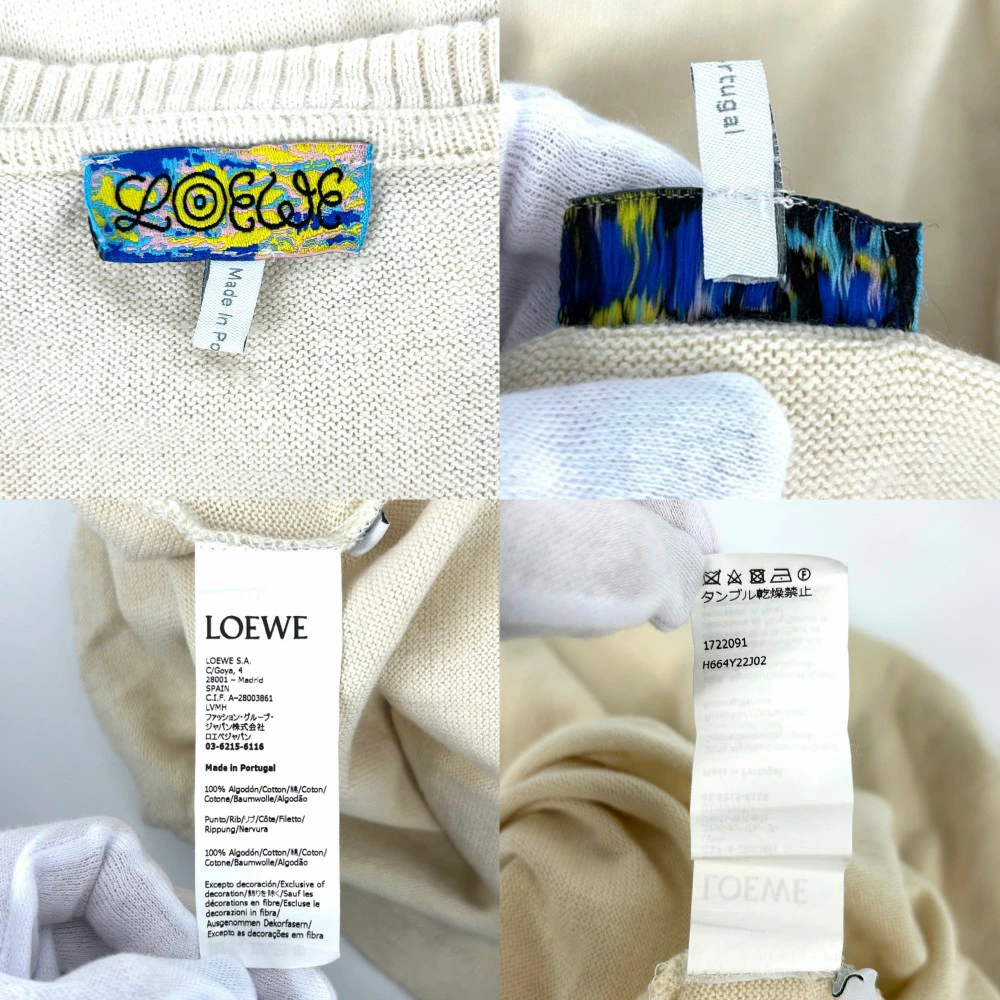 LOEWE
Made in Po
rtugal
LOEWE
LOEWE S.A.
C/Goya, 4
28001 – Madrid
SPAIN
C.I.F. A-28003861
LVMH
ファッション・グループ・
ジャパン株式会社
ロエベジャパン
03-6215-6116
Made in Portugal
100% Algodón/Cotton/綿/Coton/
Cotone/Baumwolle/Algodão
Punto/Rib/リブ/Côte/Filetto/
Rippung/Nervura
100% Algodón/Cotton/綿/Coton/
Cotone/Baumwolle/Algodão
Excepto decoración/Exclusive of
decoration/飾りを除く/Sauf les
décorations en fibre/Escluse le
decorazioni in fibra/
Ausgenommen Dekorfasern/
Excepto as decorações em fibra
タンブル乾燥禁止
1722091
H664Y22J02